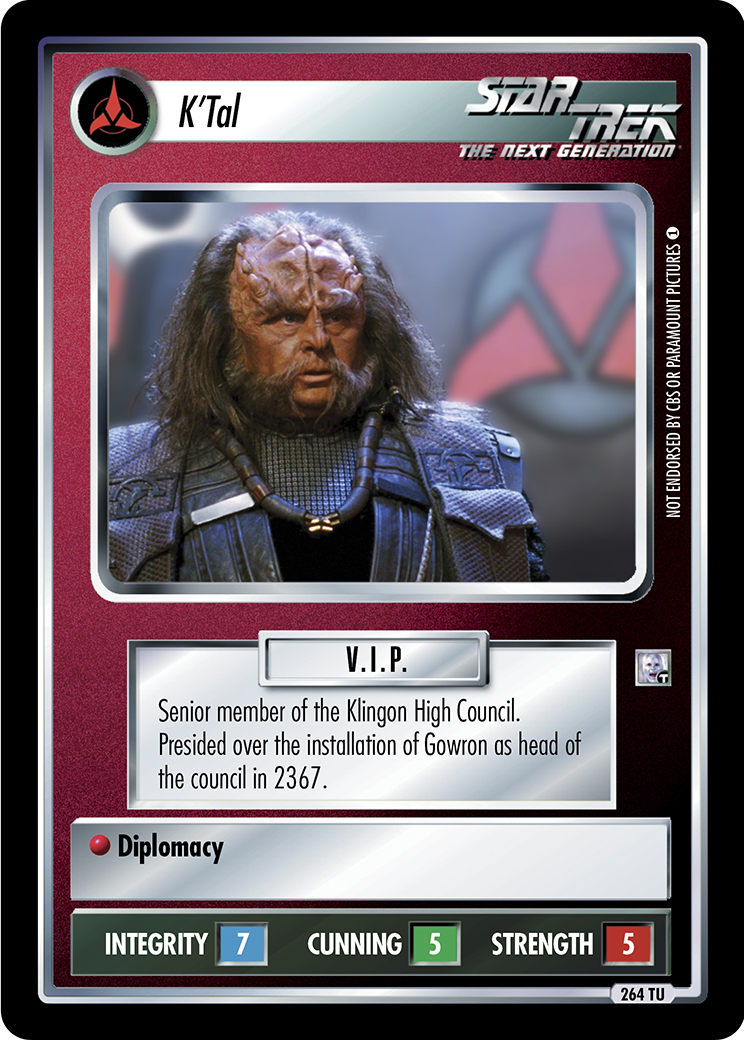 K'Tal
STAR TREK
THE NEXT GENERATION
NOT ENDORSED BY CBS OR PARAMOUNT PICTURES 1
V.I.P.
Senior member of the Klingon High Council.
Presided over the installation of Gowron as head of
the council in 2367.
T
Diplomacy
INTEGRITY 7 CUNNING 5 STRENGTH 5
264 TU